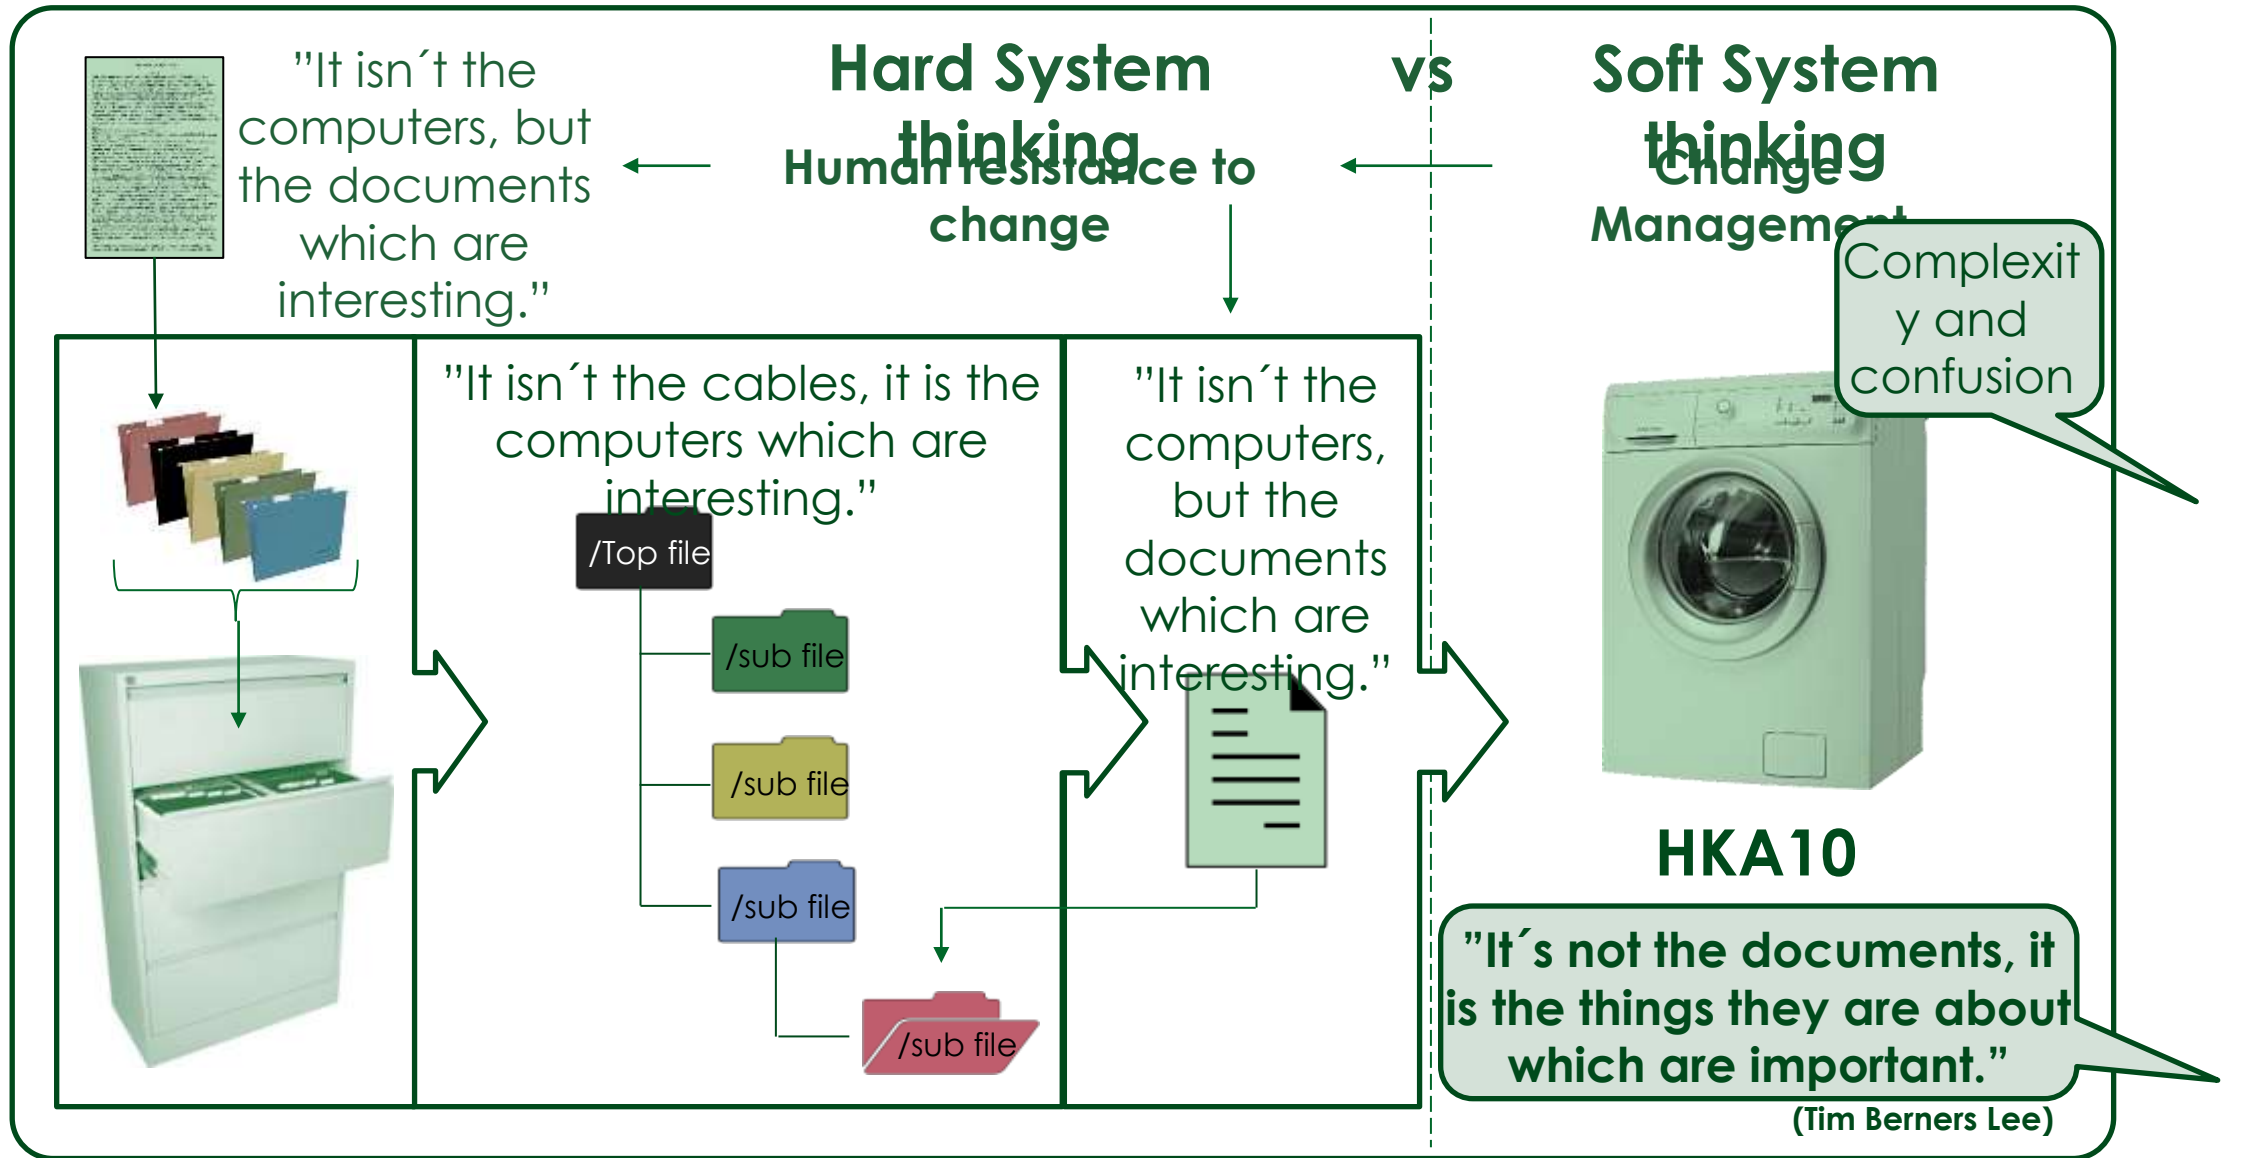 ”It isn´t the
computers, but
the documents
which are
interesting.”
Hard System
thinking
vs
Soft System
thinking
Human resistance to
change
Change
Management
Complexit
y and
confusion
”It isn´t the cables, it is the
computers which are
interesting.”
/Top file
/sub file
/sub file
/sub file
/sub file
”It isn´t the
computers,
but the
documents
which are
interesting.”
HKA10
”It´s not the documents, it
is the things they are about
which are important.”
(Tim Berners Lee)